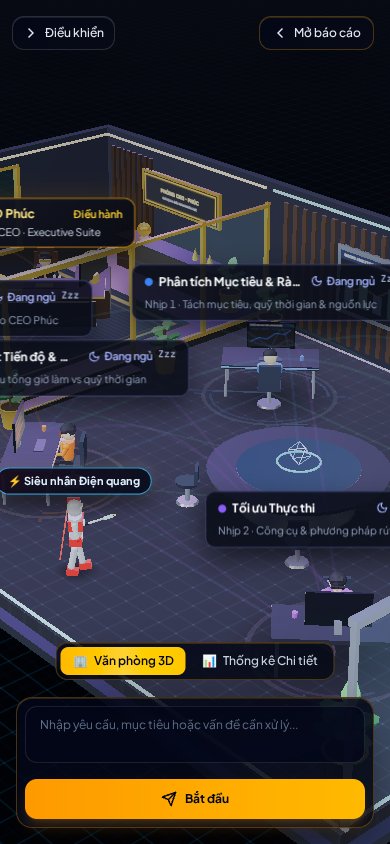 Điều khiển
Mở báo cáo
O Phúc
Điều hành
CEO · Executive Suite
Phân tích Mục tiêu & Rà...
Đang ngủ
Nhịp 1 · Tách mục tiêu, quỹ thời gian & nguồn lực
Đang ngủ Zzz
o CEO Phúc
Tiến độ & ...
Đang ngủ Zzz
u tổng giờ làm vs quỹ thời gian
⚡ Siêu nhân Điện quang
Tối ưu Thực thi
Nhịp 2 · Công cụ & phương pháp rú
Văn phòng 3D
Thống kê Chi tiết
Nhập yêu cầu, mục tiêu hoặc vấn đề cần xử lý...
Bắt đầu